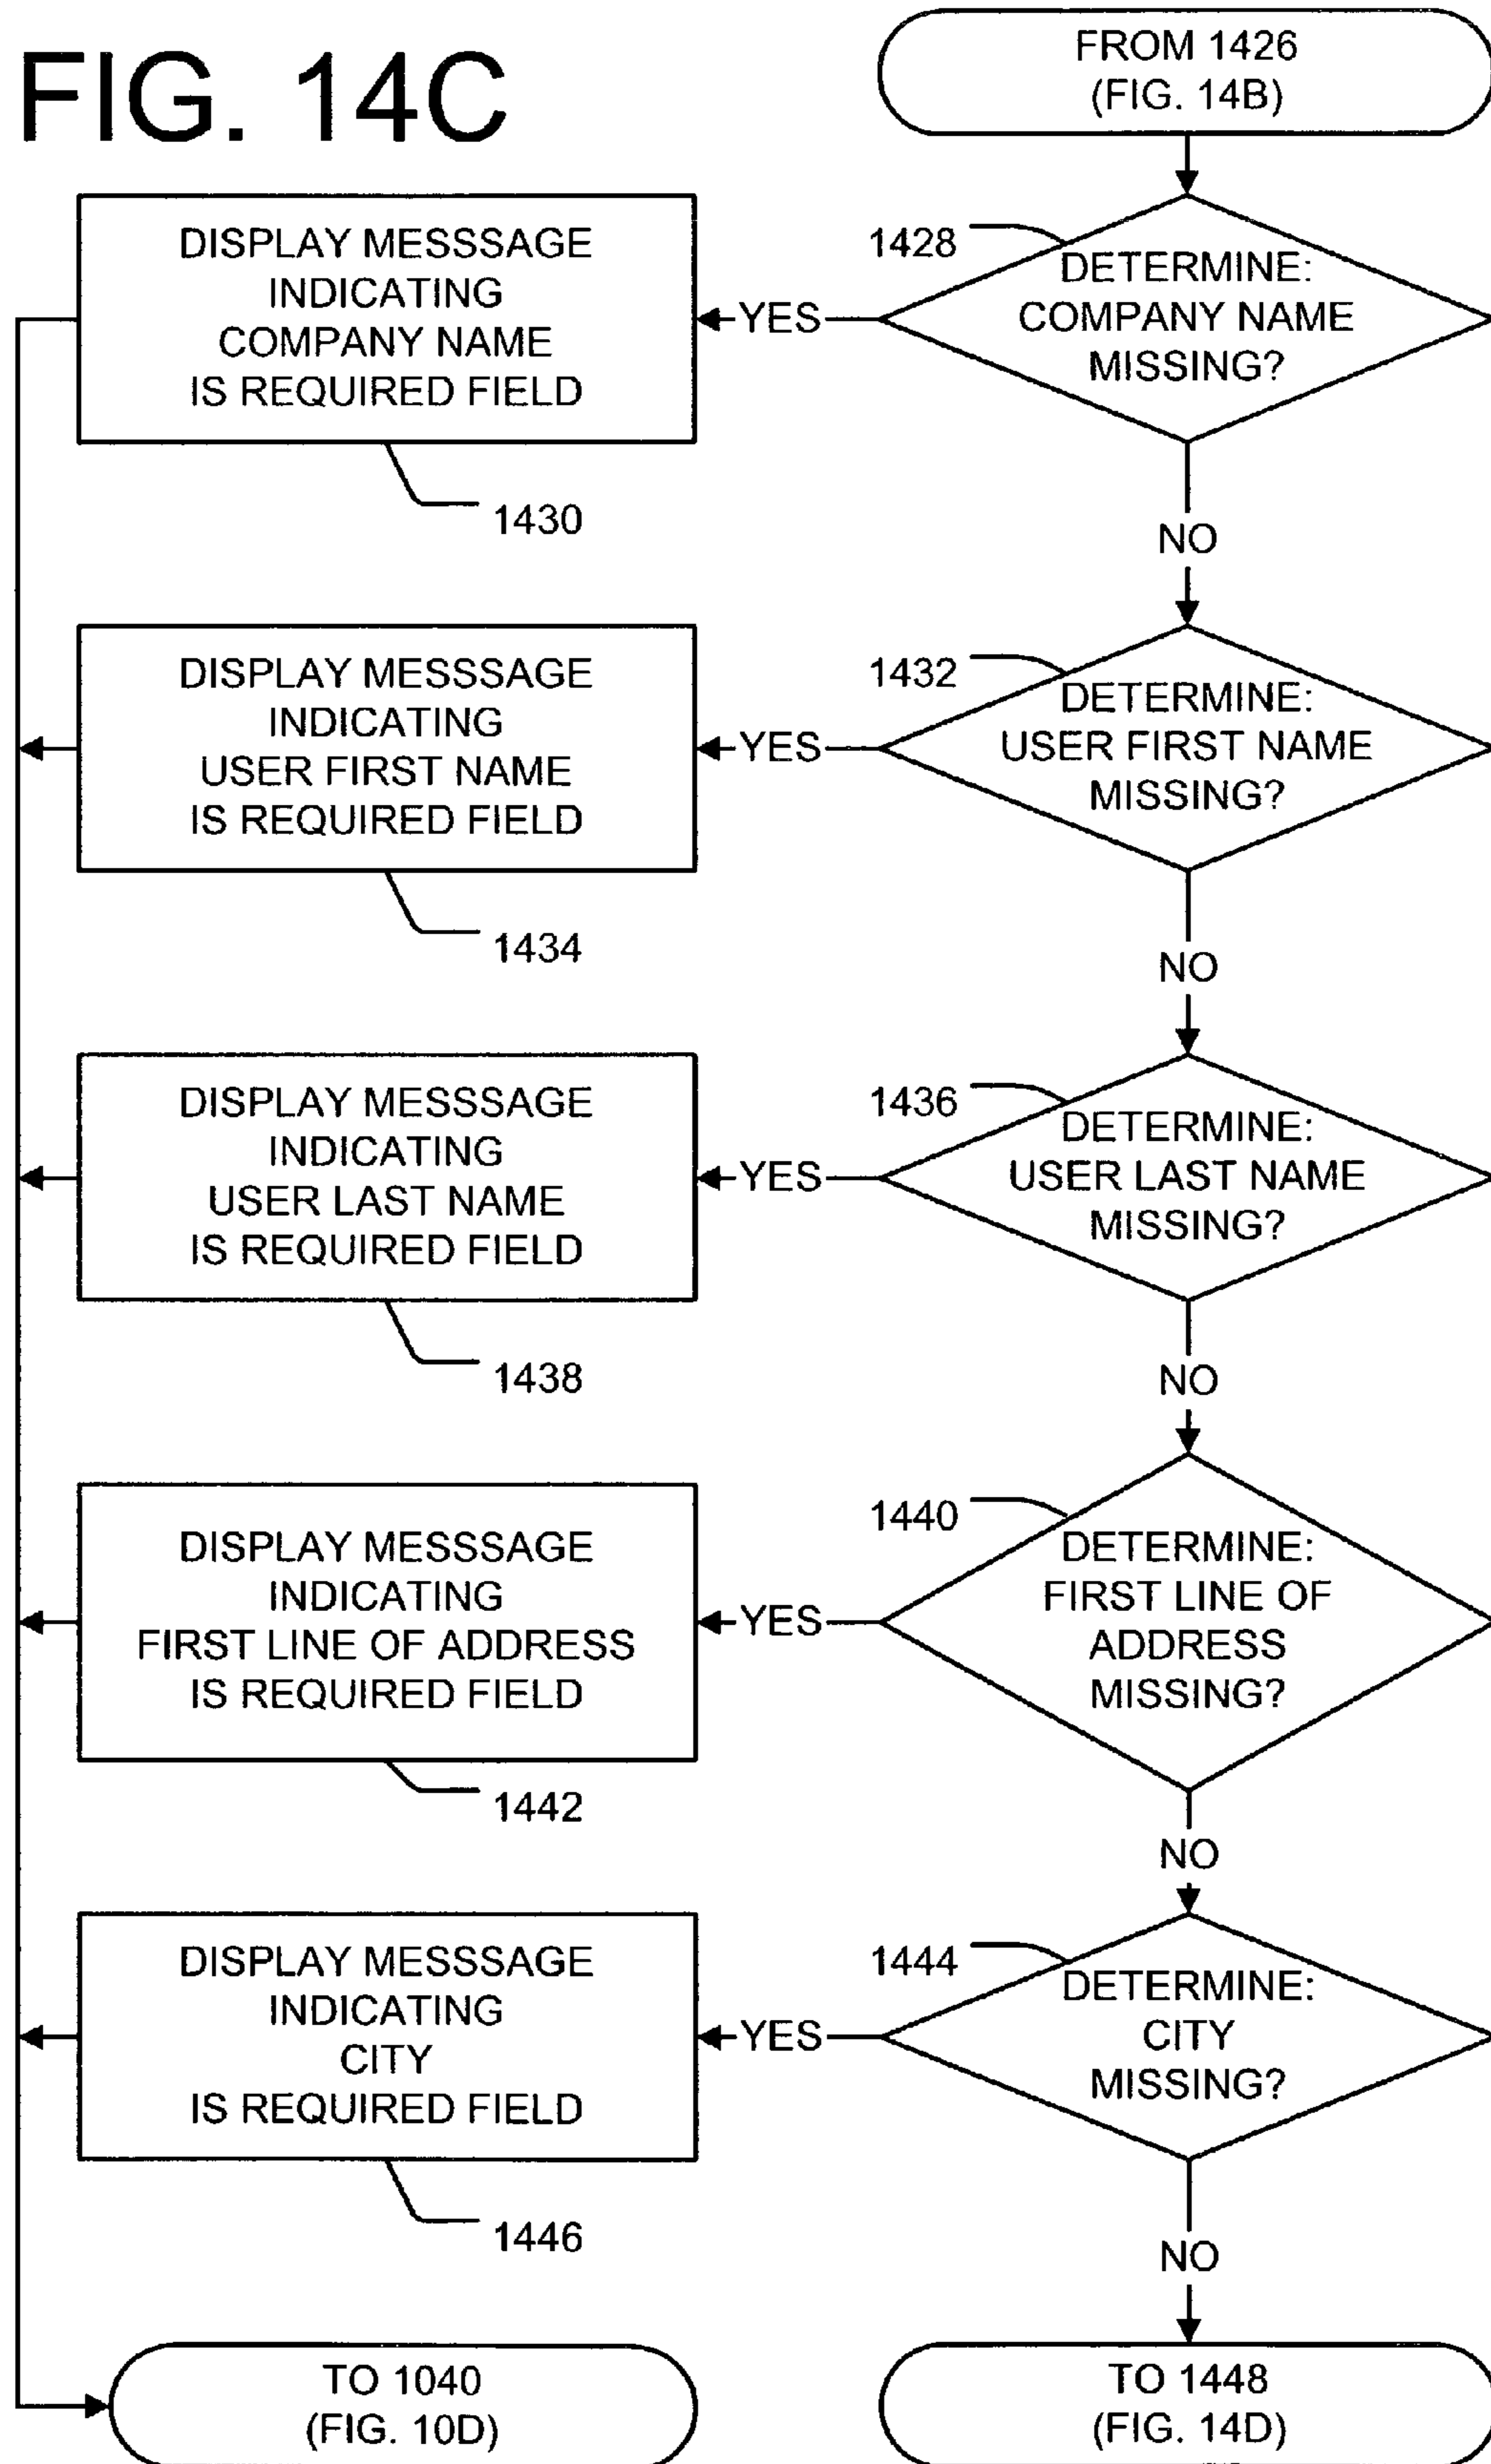 FIG. 14C
FROM 1426
(FIG. 14B)
DISPLAY MESSSAGE
INDICATING
COMPANY NAME
IS REQUIRED FIELD
1430
YES
1428
DETERMINE:
COMPANY NAME
MISSING?
NO
DISPLAY MESSSAGE
INDICATING
USER FIRST NAME
IS REQUIRED FIELD
1434
YES
1432
DETERMINE:
USER FIRST NAME
MISSING?
NO
DISPLAY MESSSAGE
INDICATING
USER LAST NAME
IS REQUIRED FIELD
1438
YES
1436
DETERMINE:
USER LAST NAME
MISSING?
NO
DISPLAY MESSSAGE
INDICATING
FIRST LINE OF ADDRESS
IS REQUIRED FIELD
1442
YES
1440
DETERMINE:
FIRST LINE OF
ADDRESS
MISSING?
NO
DISPLAY MESSSAGE
INDICATING
CITY
IS REQUIRED FIELD
1446
YES
1444
DETERMINE:
CITY
MISSING?
NO
TO 1040
(FIG. 10D)
TO 1448
(FIG. 14D)